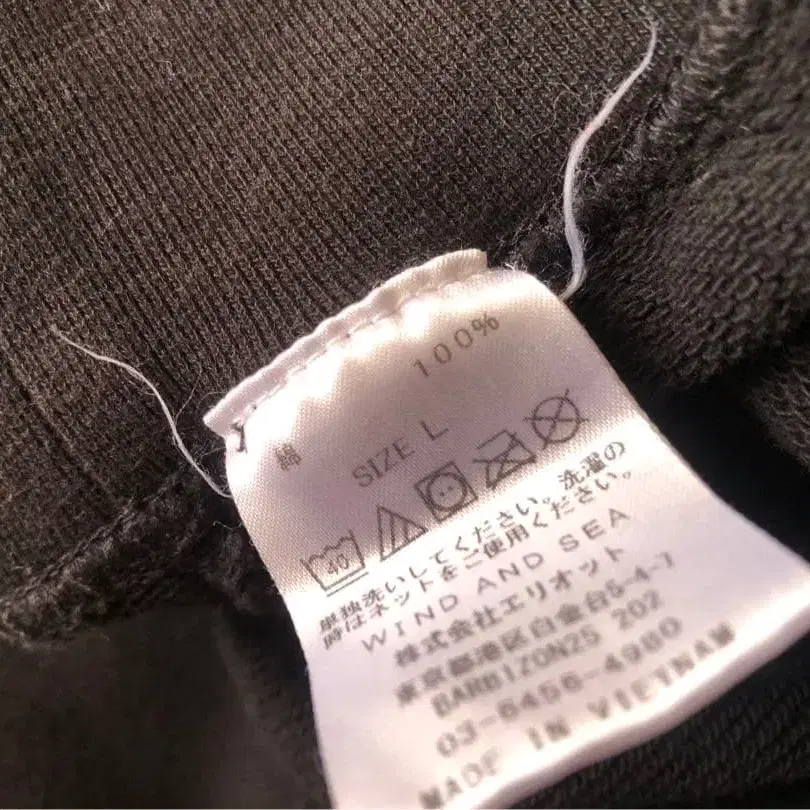 綿 100%
SIZE L
40
単独洗いしてください。洗濯の
時はネットをご使用ください。
WIND AND SEA
株式会社エリオット
東京都港区白金台5-4-7
BARBIZON25 202
03-6456-4980
MADE IN VIETNAM